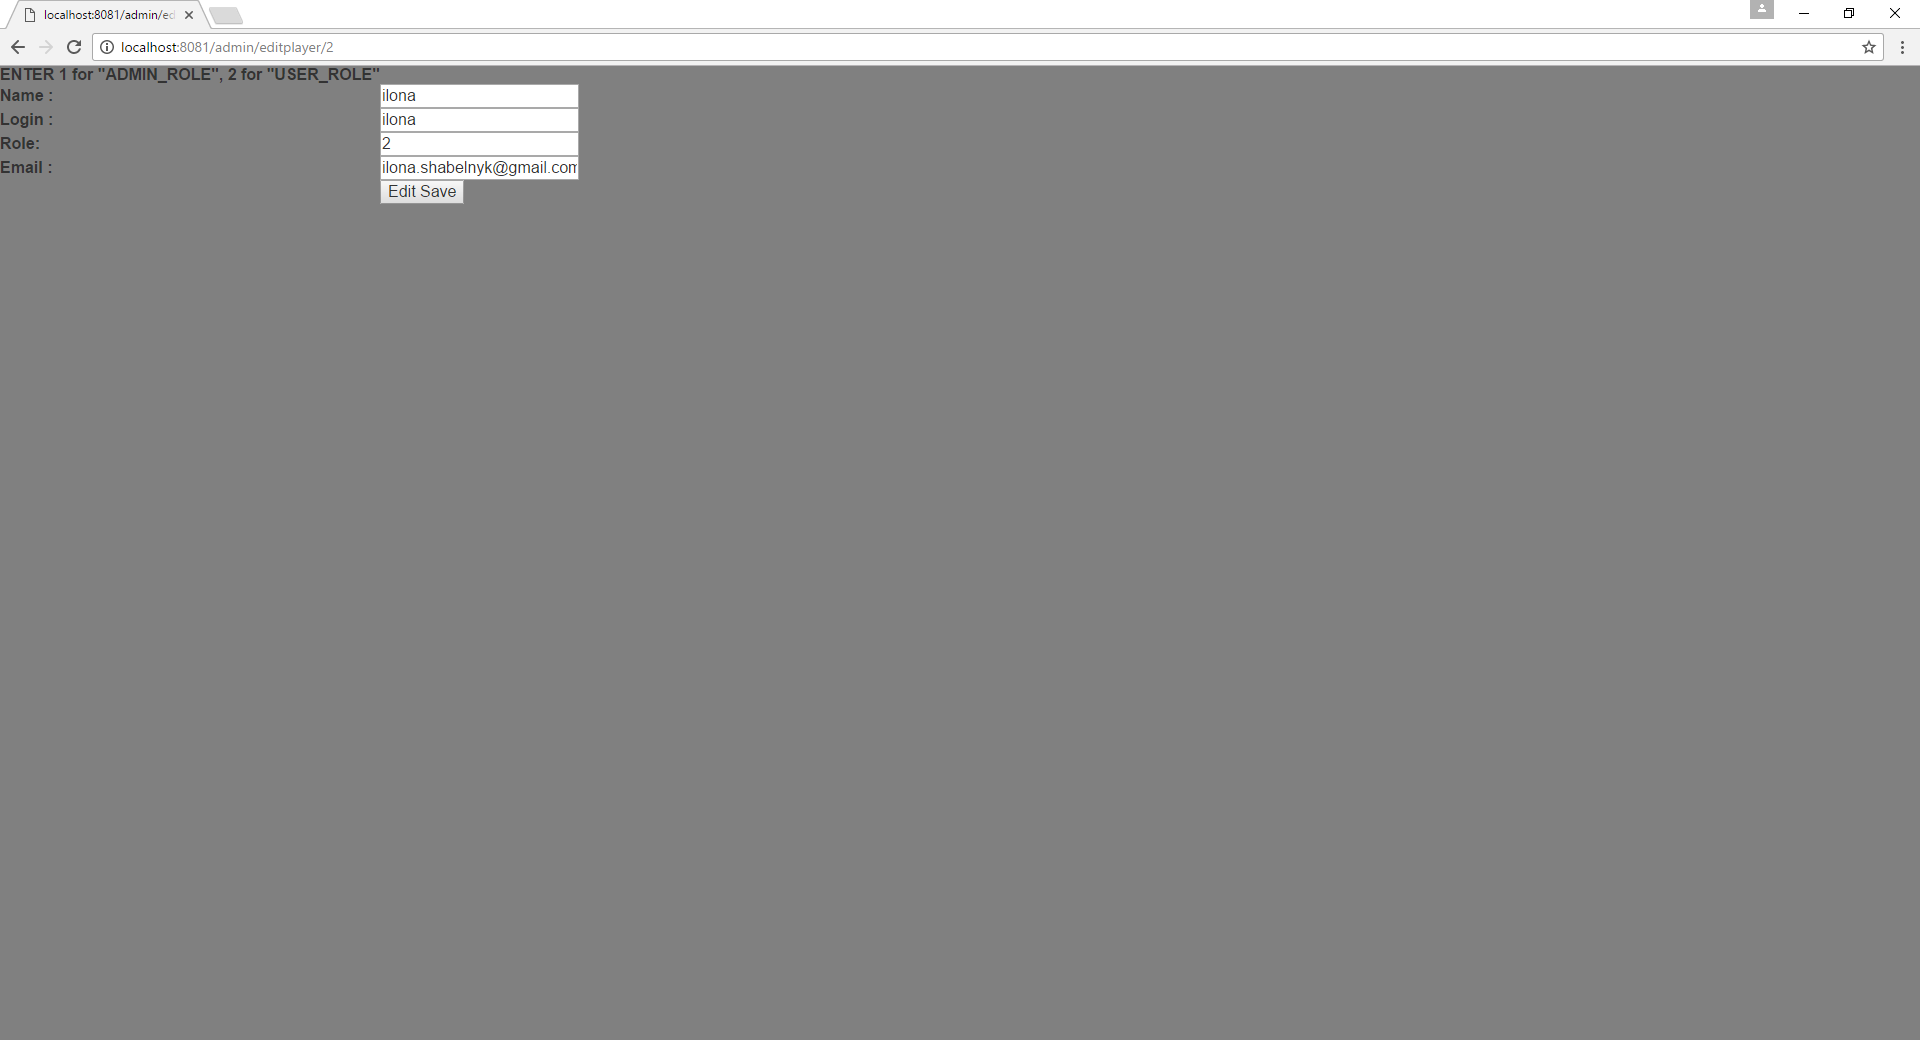 localhost:8081/admin/ed
localhost:8081/admin/editplayer/2
ENTER 1 for "ADMIN_ROLE", 2 for "USER_ROLE"
Name : ilona
Login : ilona
Role: 2
Email : ilona.shabelnyk@gmail.com
Edit Save